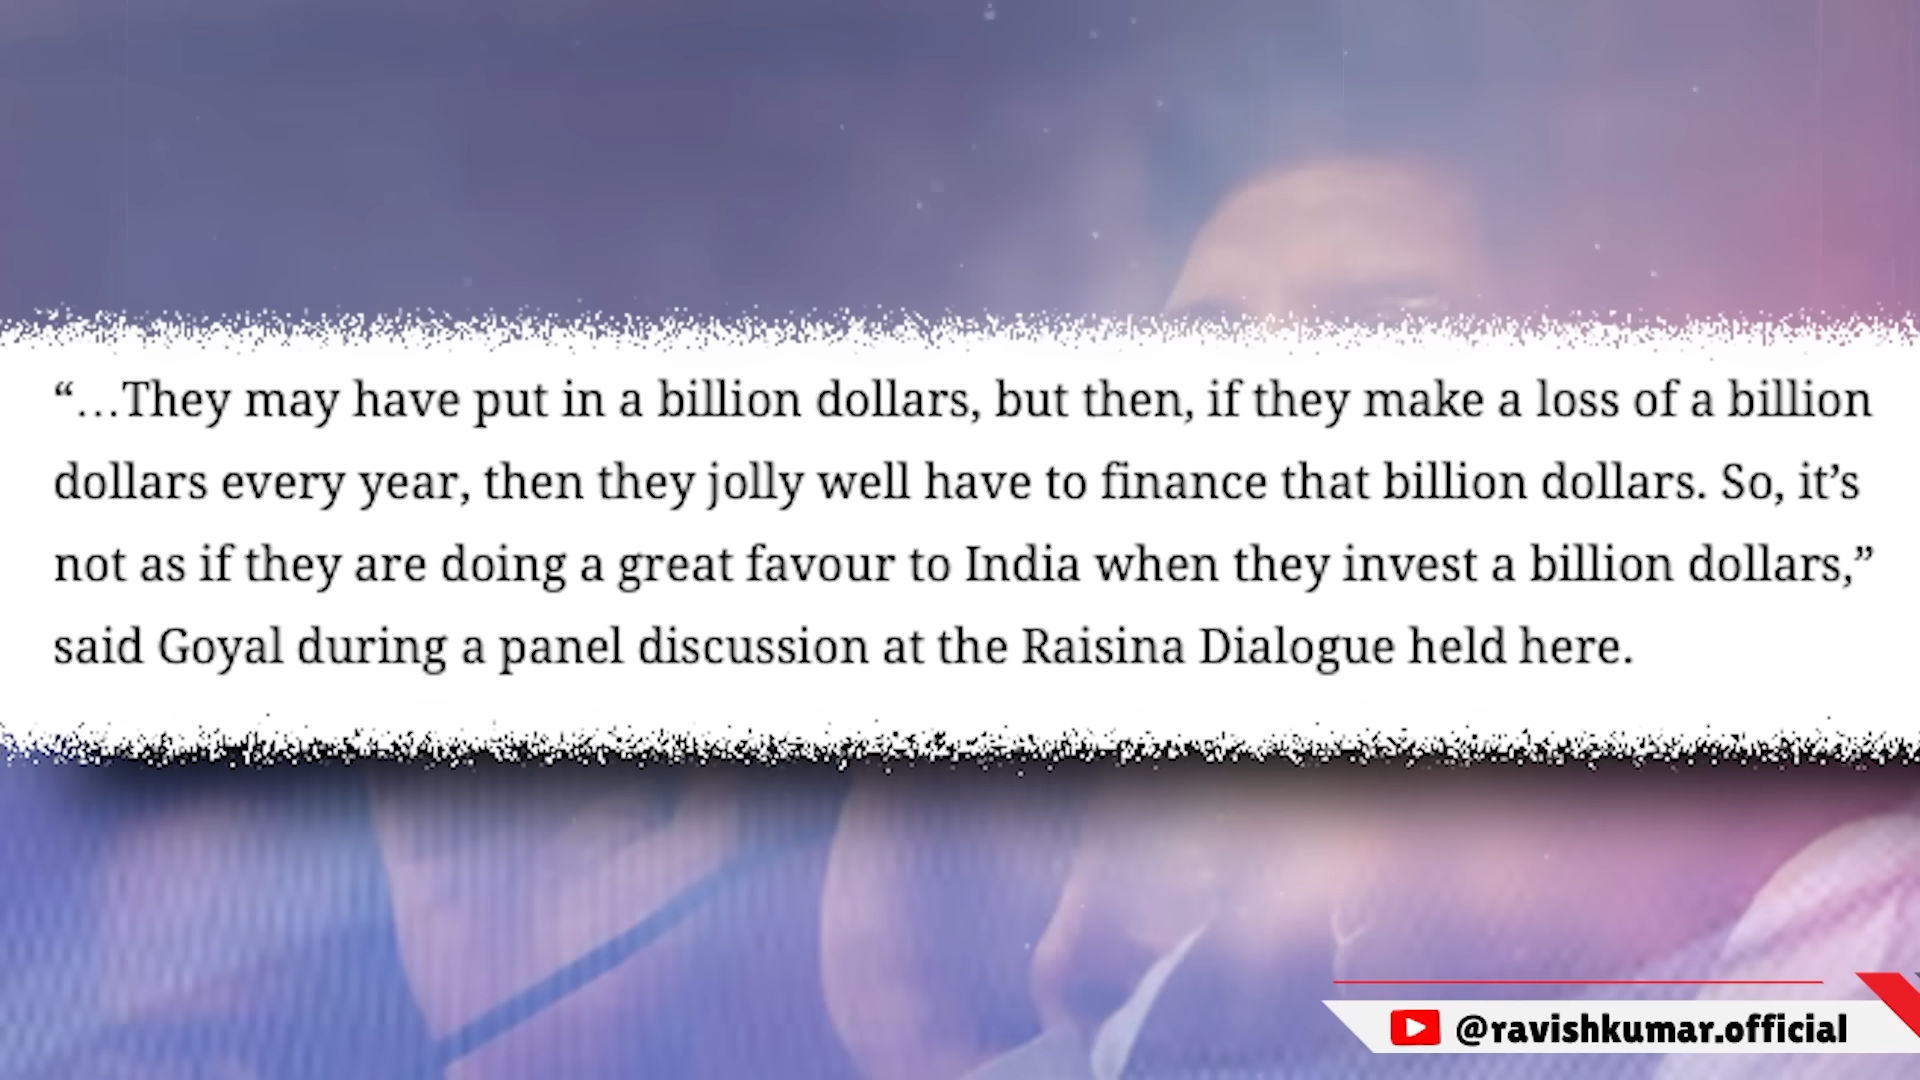 “…They may have put in a billion dollars, but then, if they make a loss of a billion
dollars every year, then they jolly well have to finance that billion dollars. So, it’s
not as if they are doing a great favour to India when they invest a billion dollars,”
said Goyal during a panel discussion at the Raisina Dialogue held here.
@ravishkumar.official